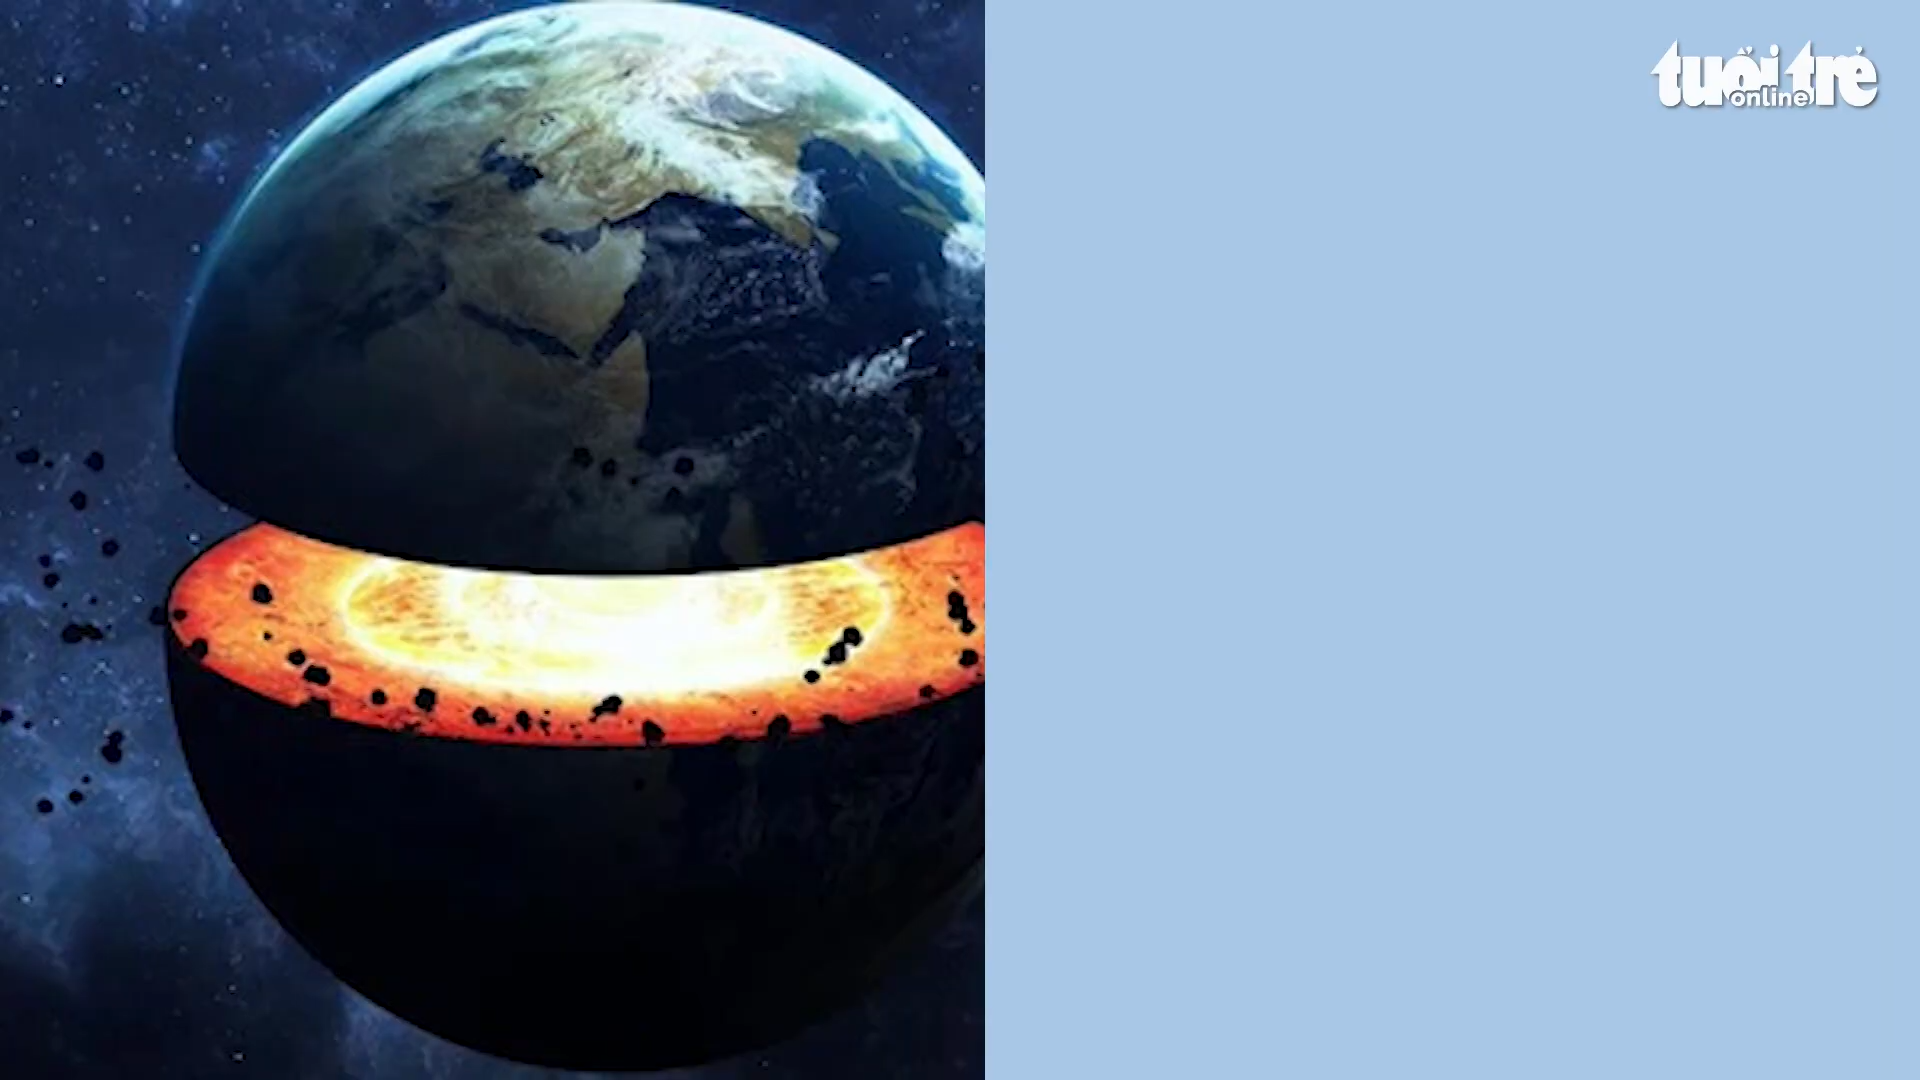 tuổi trẻ
online